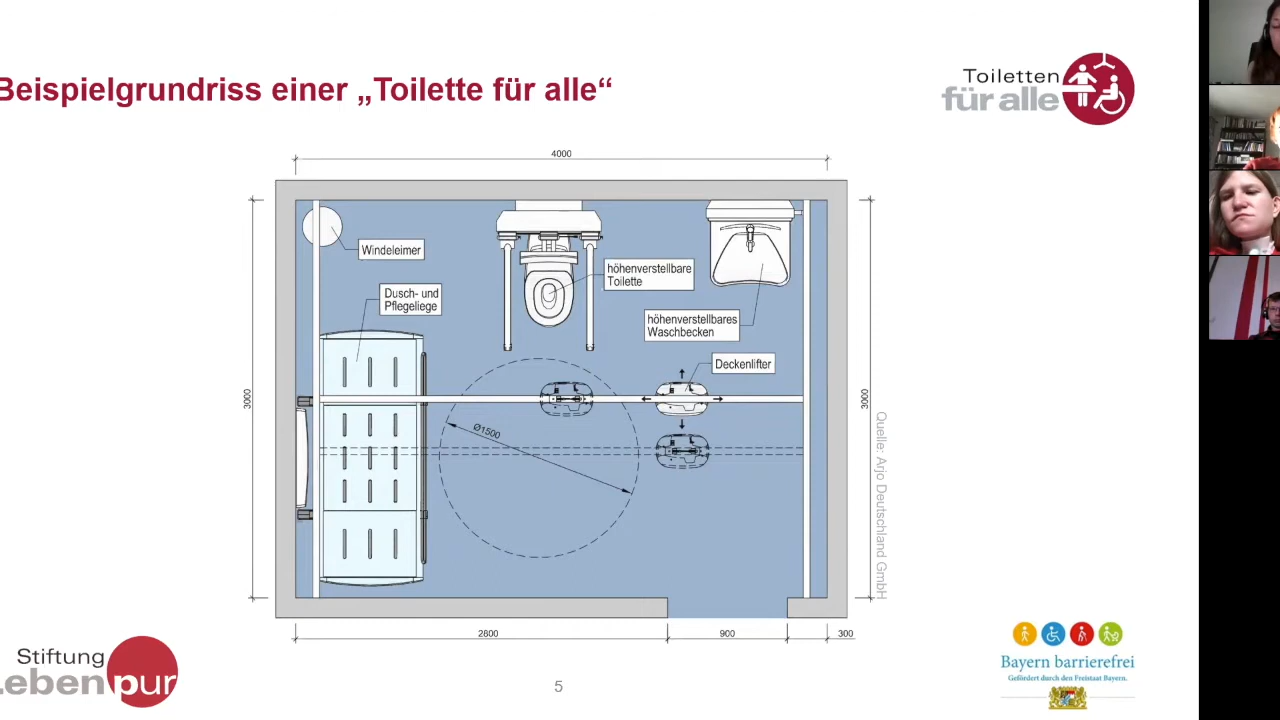 Beispielgrundriss einer „Toilette für alle“
Toiletten
für alle
4000
Windeleimer
höhenverstellbare
Toilette
Dusch- und
Pflegeliege
höhenverstellbares
Waschbecken
Deckenlifter
3000
3000
Ø1500
Quelle: Arjo Deutschland GmbH
2800
900
300
Stiftung
Leben pur
5
Bayern barrierefrei
Gefördert durch den Freistaat Bayern.